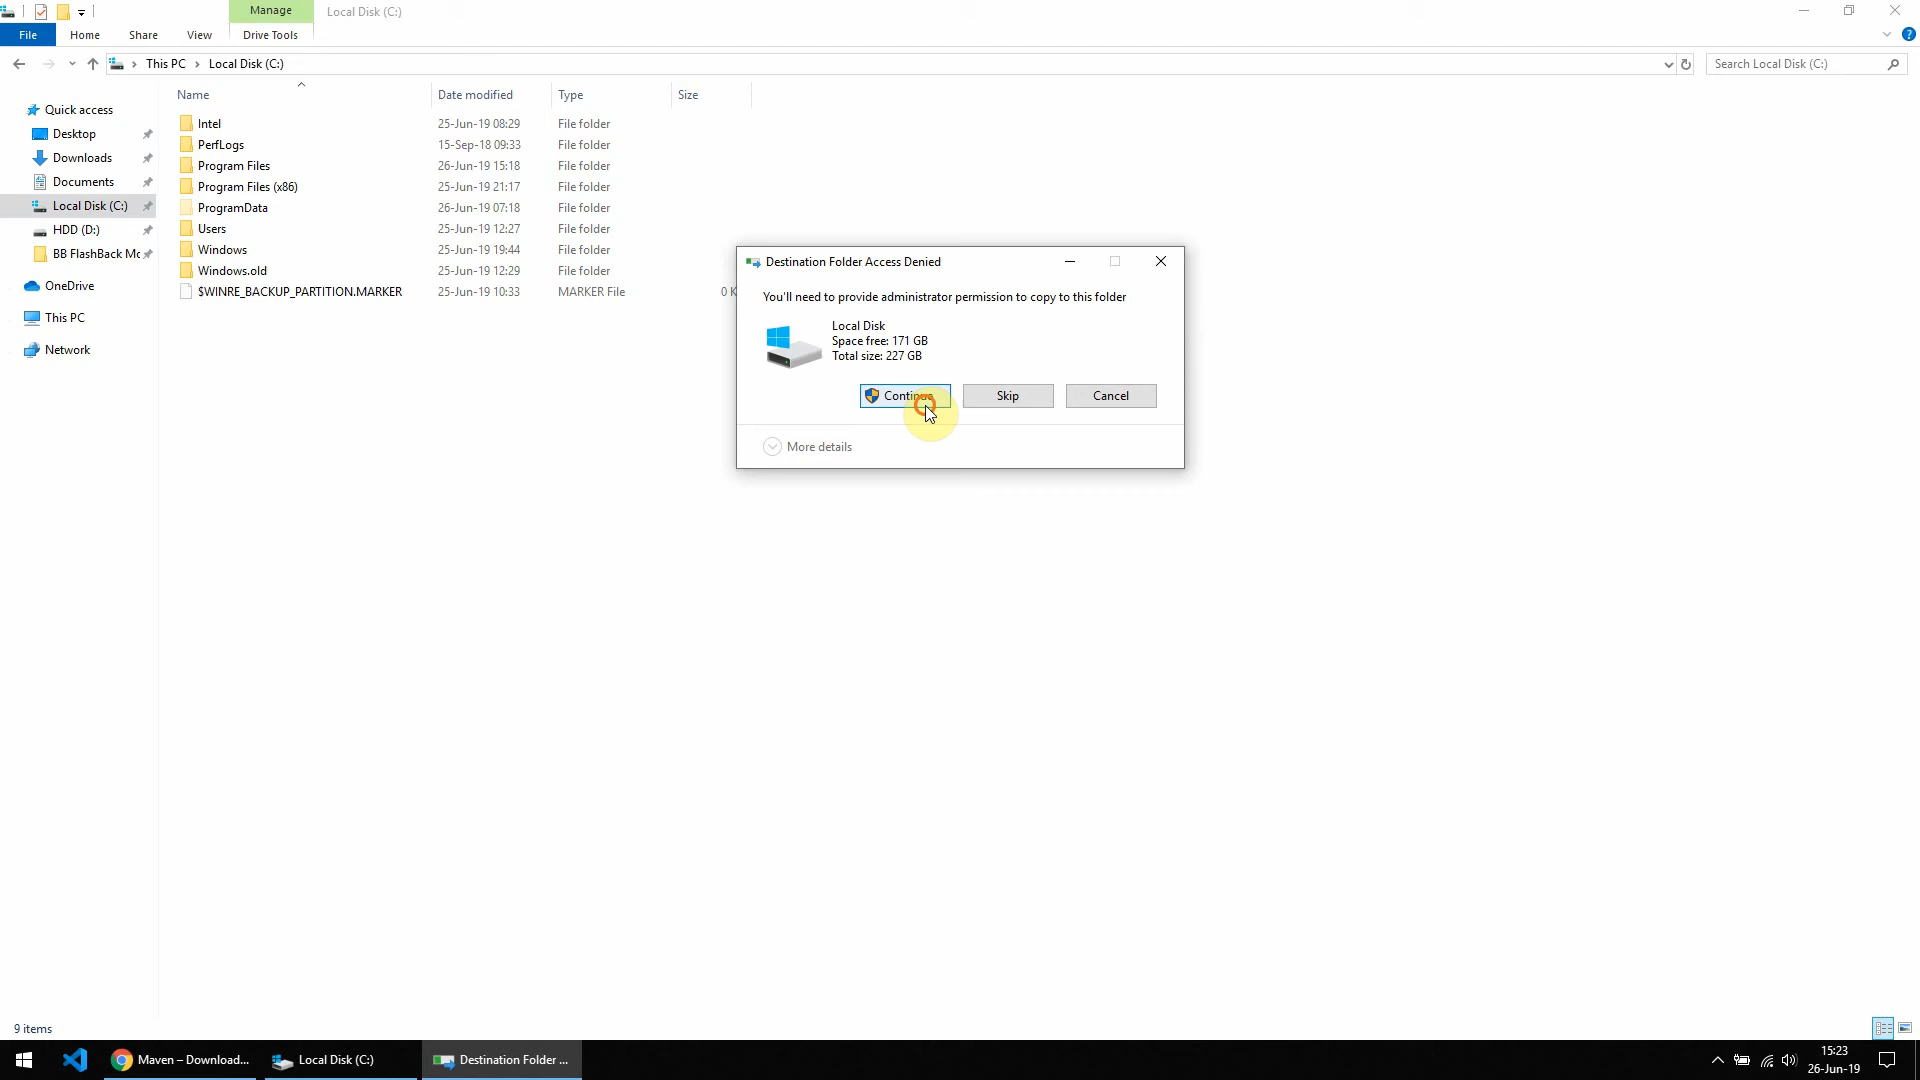 Manage
Local Disk (C:)
File
Home
Share
View
Drive Tools
This PC
Local Disk (C:)
Search Local Disk (C:)
Name
Date modified
Type
Size
Quick access
Desktop
Downloads
Documents
Local Disk (C:)
HDD (D:)
BB FlashBack Mo
OneDrive
This PC
Network
Intel 25-Jun-19 08:29 File folder
PerfLogs 15-Sep-18 09:33 File folder
Program Files 26-Jun-19 15:18 File folder
Program Files (x86) 25-Jun-19 21:17 File folder
ProgramData 26-Jun-19 07:18 File folder
Users 25-Jun-19 12:27 File folder
Windows 25-Jun-19 19:44 File folder
Windows.old 25-Jun-19 12:29 File folder
$WINRE_BACKUP_PARTITION.MARKER 25-Jun-19 10:33 MARKER File 0 K
Destination Folder Access Denied
You'll need to provide administrator permission to copy to this folder
Local Disk
Space free: 171 GB
Total size: 227 GB
Continue
Skip
Cancel
More details
9 items
Maven – Download...
Local Disk (C:)
Destination Folder ...
15:23
26-Jun-19